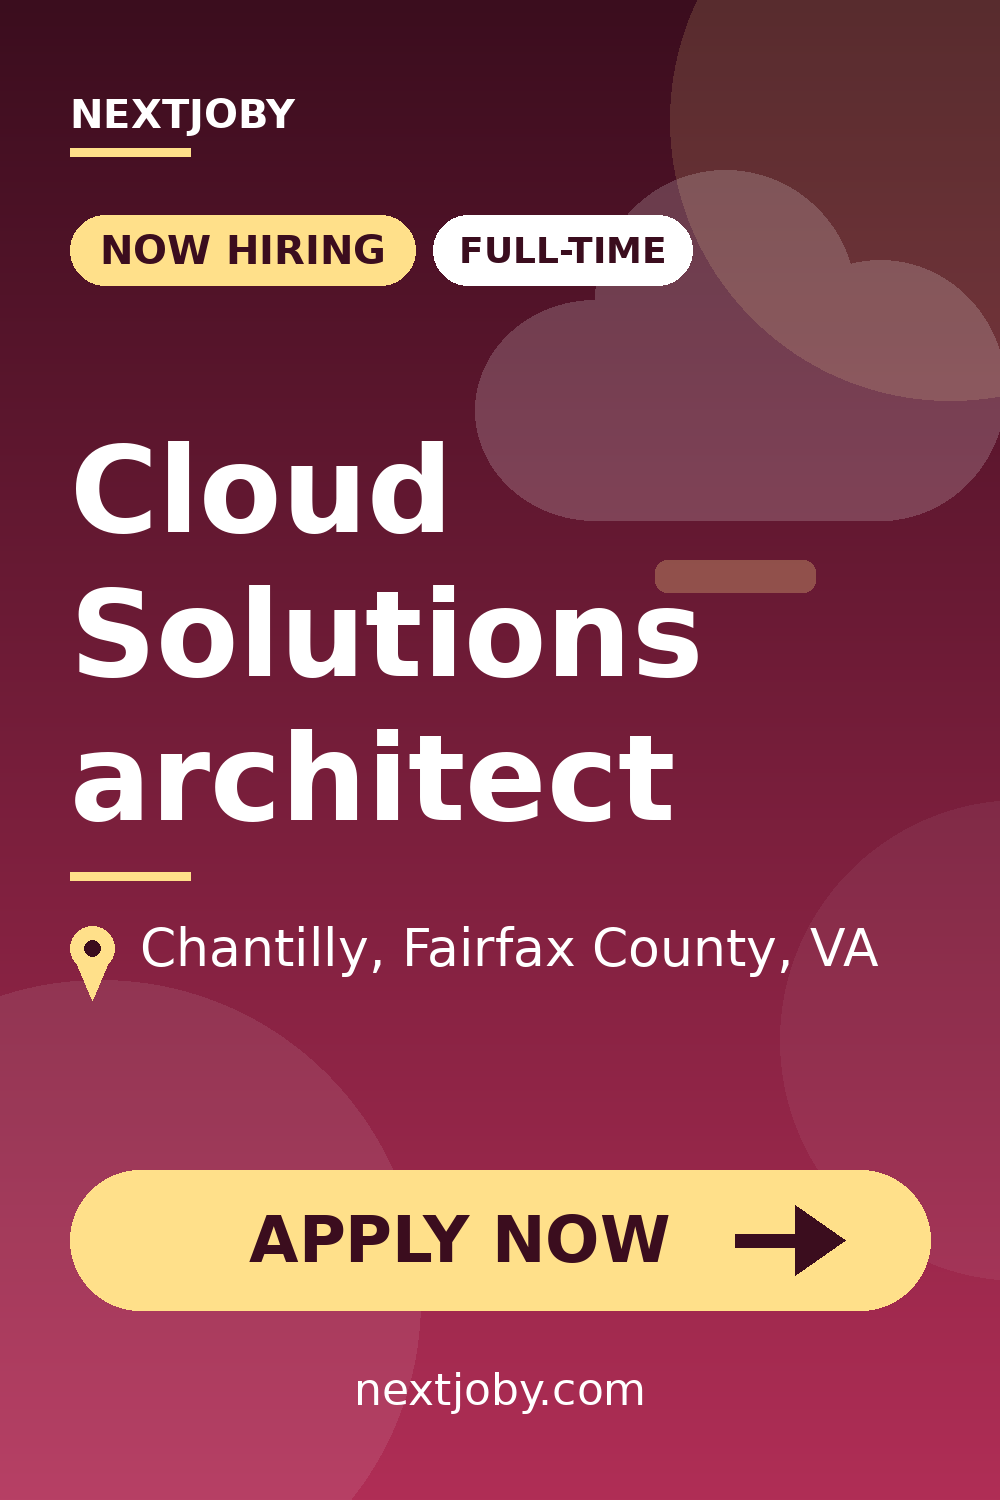 NEXTJOBY
NOW HIRING FULL-TIME
Cloud
Solutions
architect
Chantilly, Fairfax County, VA
APPLY NOW
nextjoby.com